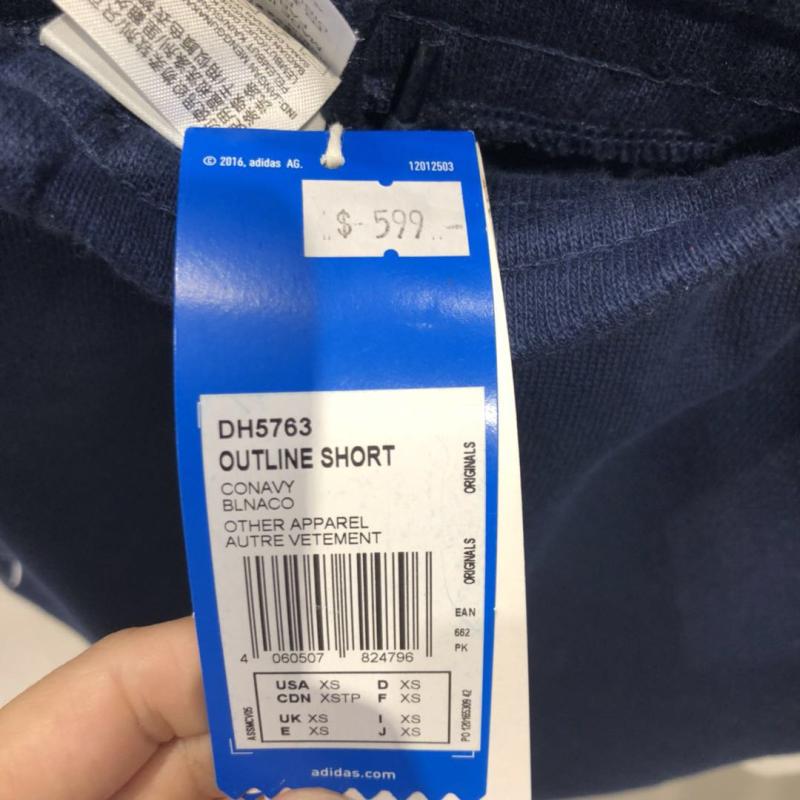 © 2016, adidas AG.
12012503
$ 599
DH5763
OUTLINE SHORT
CONAVY
BLNACO
OTHER APPAREL
AUTRE VETEMENT
ORIGINALS
ORIGINALS
EAN
662
PK
4 060507 824796
USA XS D XS
CDN XSTP F XS
UK XS I XS
E XS J XS
ASSMCV05
adidas.com